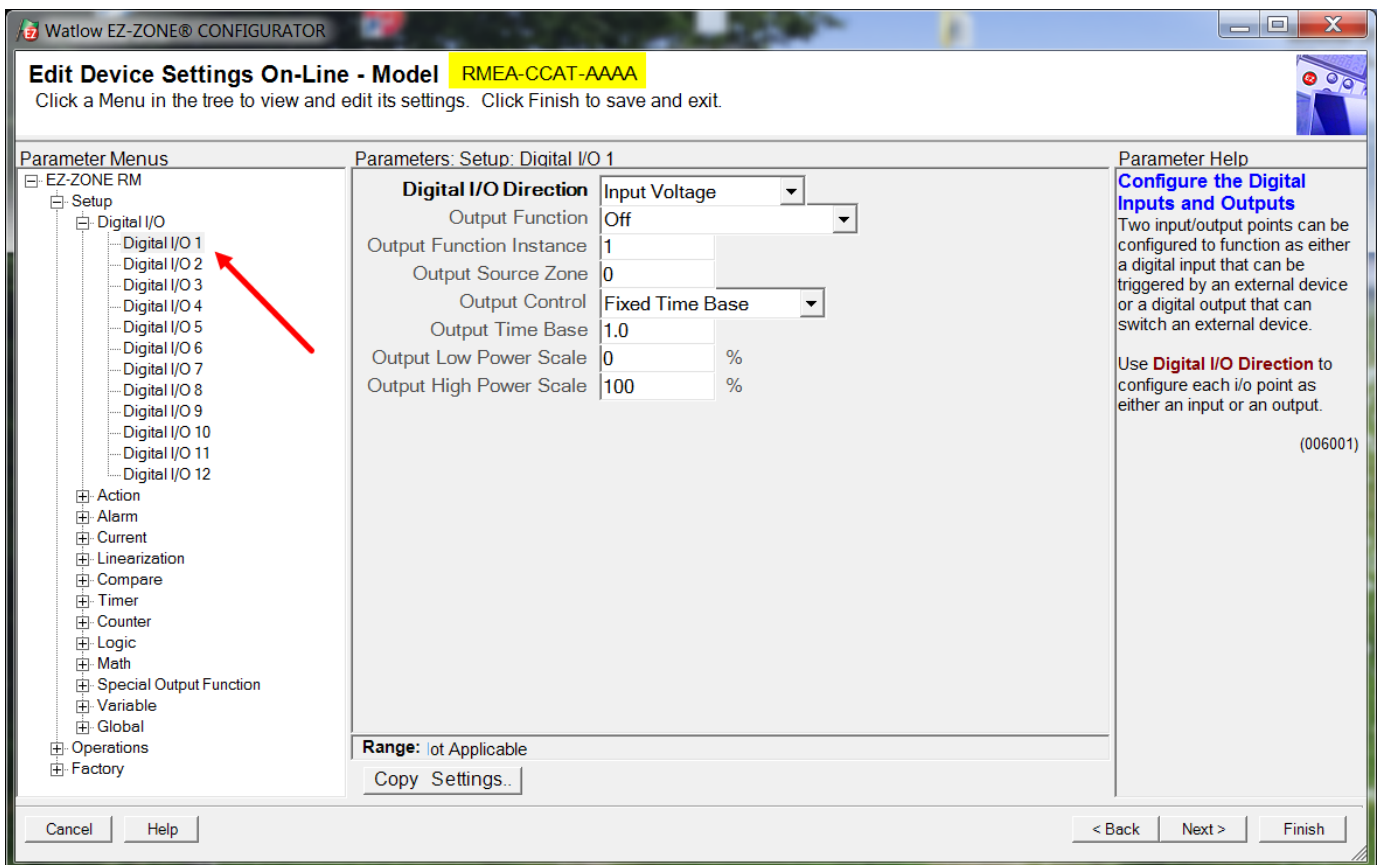 Watlow EZ-ZONE® CONFIGURATOR
Edit Device Settings On-Line - Model RMEA-CCAT-AAAA
Click a Menu in the tree to view and edit its settings. Click Finish to save and exit.
Parameter Menus
EZ-ZONE RM
Setup
Digital I/O
Digital I/O 1
Digital I/O 2
Digital I/O 3
Digital I/O 4
Digital I/O 5
Digital I/O 6
Digital I/O 7
Digital I/O 8
Digital I/O 9
Digital I/O 10
Digital I/O 11
Digital I/O 12
Action
Alarm
Current
Linearization
Compare
Timer
Counter
Logic
Math
Special Output Function
Variable
Global
Operations
Factory
Parameters: Setup: Digital I/O 1
Digital I/O Direction Input Voltage
Output Function Off
Output Function Instance 1
Output Source Zone 0
Output Control Fixed Time Base
Output Time Base 1.0
Output Low Power Scale 0 %
Output High Power Scale 100 %
Range: ot Applicable
Copy Settings..
Parameter Help
Configure the Digital
Inputs and Outputs
Two input/output points can be
configured to function as either
a digital input that can be
triggered by an external device
or a digital output that can
switch an external device.
Use Digital I/O Direction to
configure each i/o point as
either an input or an output.
(006001)
Cancel Help < Back Next > Finish